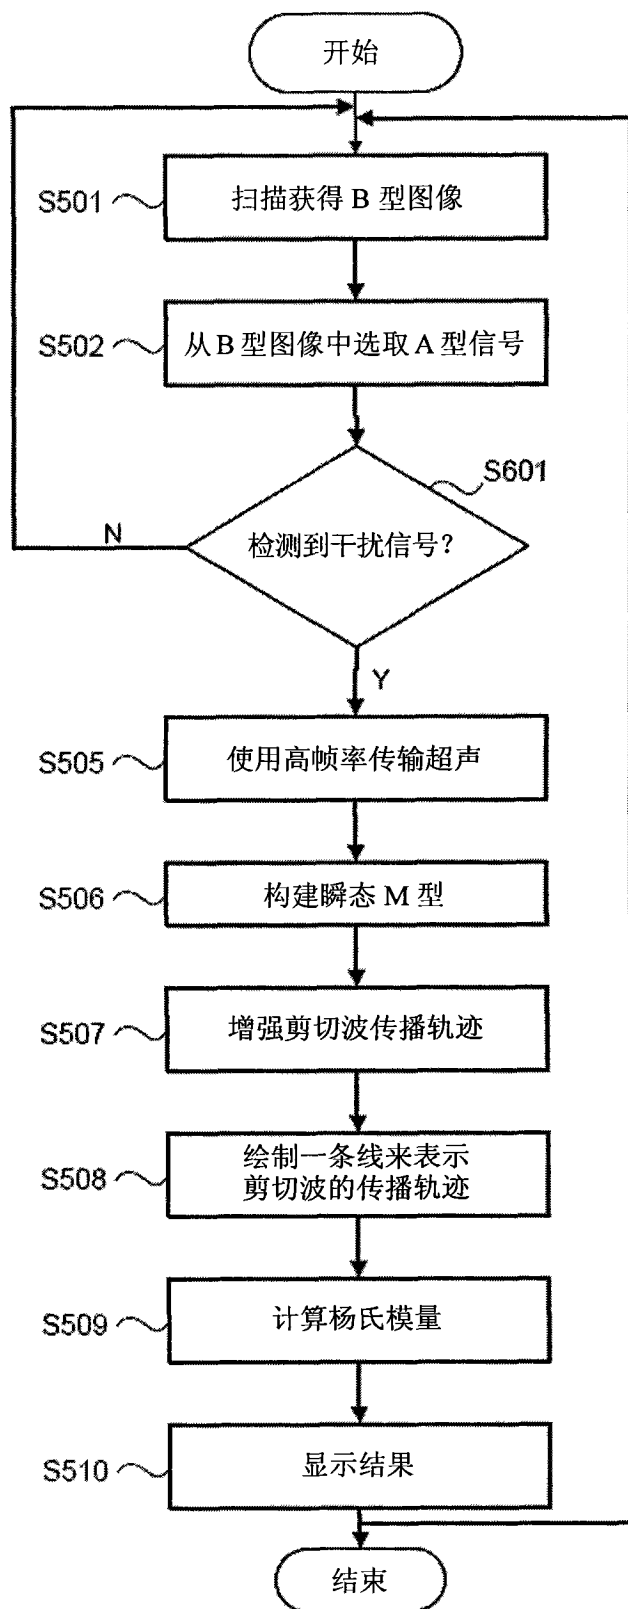 开始
S501
扫描获得 B 型图像
S502
从 B 型图像中选取 A 型信号
S601
检测到干扰信号?
N
Y
S505
使用高帧率传输超声
S506
构建瞬态 M 型
S507
增强剪切波传播轨迹
S508
绘制一条线来表示
剪切波的传播轨迹
S509
计算杨氏模量
S510
显示结果
结束